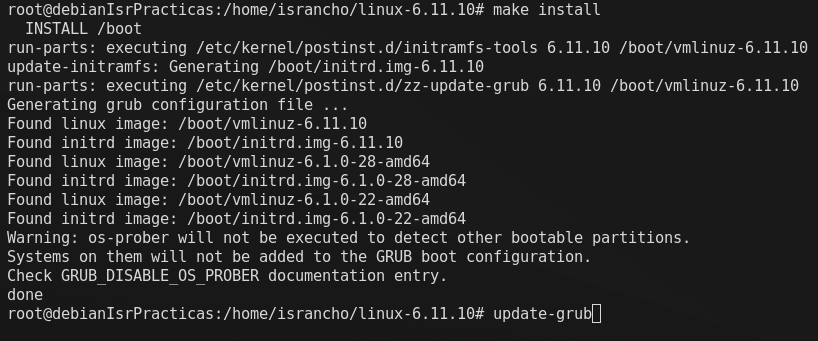 root@debianIsrPracticas:/home/israncho/linux-6.11.10# make install
  INSTALL /boot
run-parts: executing /etc/kernel/postinst.d/initramfs-tools 6.11.10 /boot/vmlinuz-6.11.10
update-initramfs: Generating /boot/initrd.img-6.11.10
run-parts: executing /etc/kernel/postinst.d/zz-update-grub 6.11.10 /boot/vmlinuz-6.11.10
Generating grub configuration file ...
Found linux image: /boot/vmlinuz-6.11.10
Found initrd image: /boot/initrd.img-6.11.10
Found linux image: /boot/vmlinuz-6.1.0-28-amd64
Found initrd image: /boot/initrd.img-6.1.0-28-amd64
Found linux image: /boot/vmlinuz-6.1.0-22-amd64
Found initrd image: /boot/initrd.img-6.1.0-22-amd64
Warning: os-prober will not be executed to detect other bootable partitions.
Systems on them will not be added to the GRUB boot configuration.
Check GRUB_DISABLE_OS_PROBER documentation entry.
done
root@debianIsrPracticas:/home/israncho/linux-6.11.10# update-grub